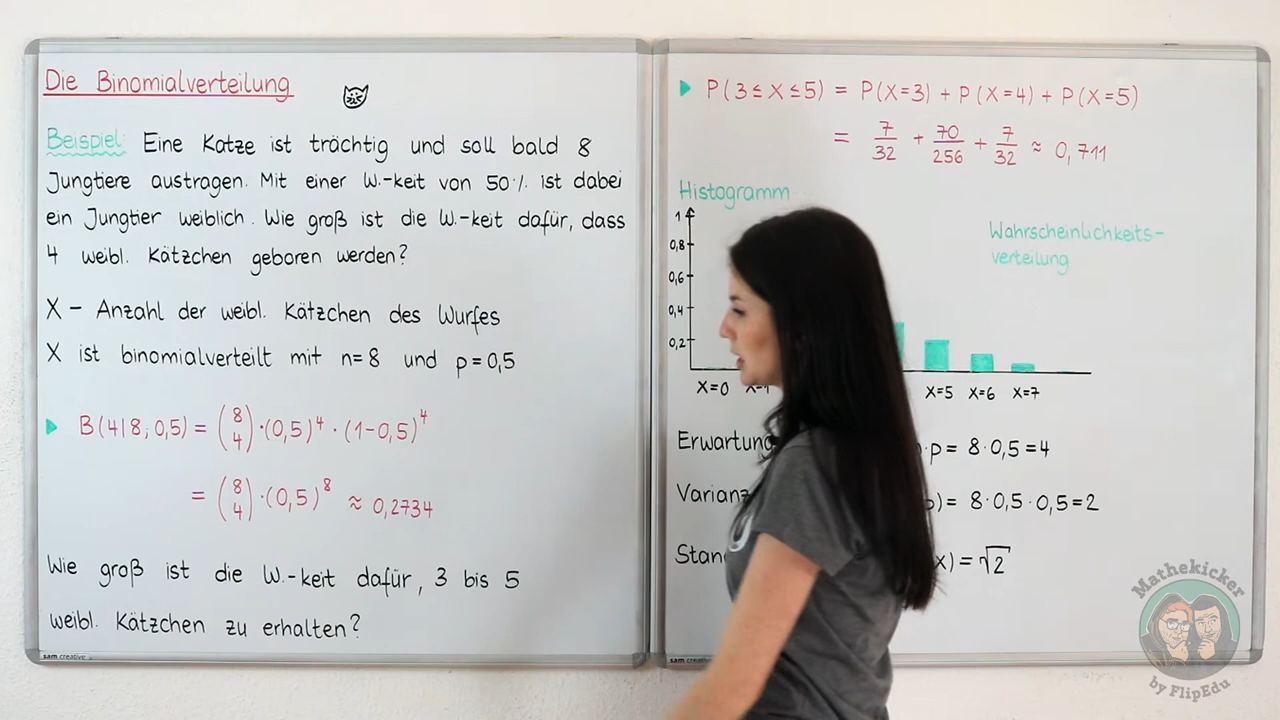 Die Binomialverteilung
Beispiel: Eine Katze ist trächtig und soll bald 8
Jungtiere austragen. Mit einer W.-keit von 50% ist dabei
ein Jungtier weiblich. Wie groß ist die W.-keit dafür, dass
4 weibl. Kätzchen geboren werden?
X – Anzahl der weibl. Kätzchen des Wurfes
X ist binomialverteilt mit n=8 und p=0,5
B(4|8;0,5) = (8 4)·(0,5)⁴·(1-0,5)⁴
= (8 4)·(0,5)⁸ ≈ 0,2734
Wie groß ist die W.-keit dafür, 3 bis 5
weibl. Kätzchen zu erhalten?
sam creative
P(3≤X≤5) = P(X=3) + P(X=4) + P(X=5)
= 7/32 + 70/256 + 7/32 ≈ 0,711
Histogramm
Wahrscheinlichkeits-
verteilung
1
0,8
0,6
0,4
0,2
X=0 X=1 X=5 X=6 X=7
p = 8·0,5=4
= 8·0,5·0,5=2
x) = √2
sam
Mathekicker
by FlipEdu